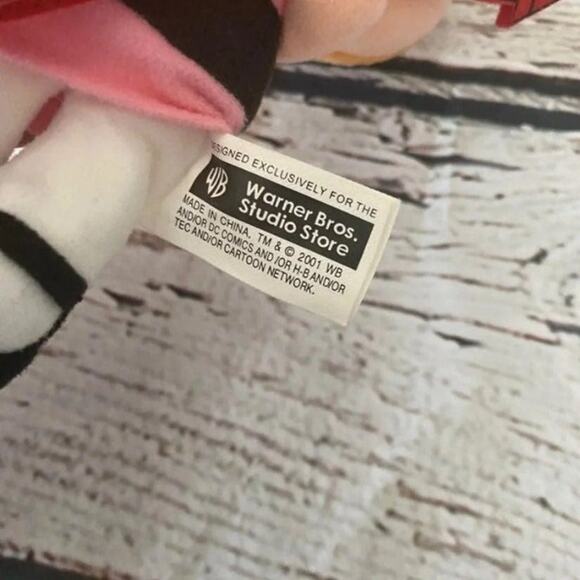 DESIGNED EXCLUSIVELY FOR THE
WB
Warner Bros.
Studio Store
MADE IN CHINA. TM & © 2001 WB
AND/OR DC COMICS AND /OR H-B AND/OR
TEC AND/OR CARTOON NETWORK.